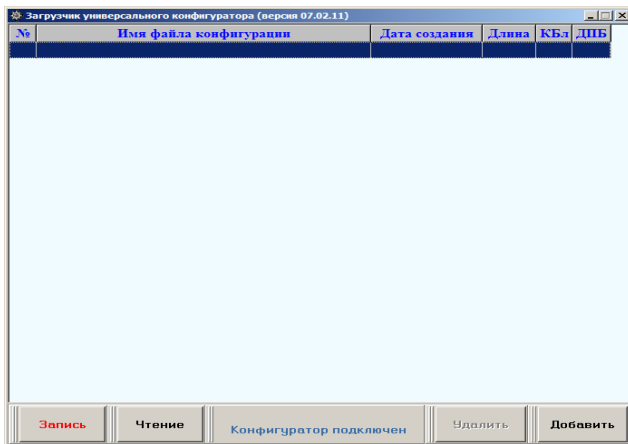 Загрузчик универсального конфигуратора (версия 07.02.11)
№ Имя файла конфигурации Дата создания Длина КБл ДПБ
Запись Чтение Конфигуратор подключен Удалить Добавить